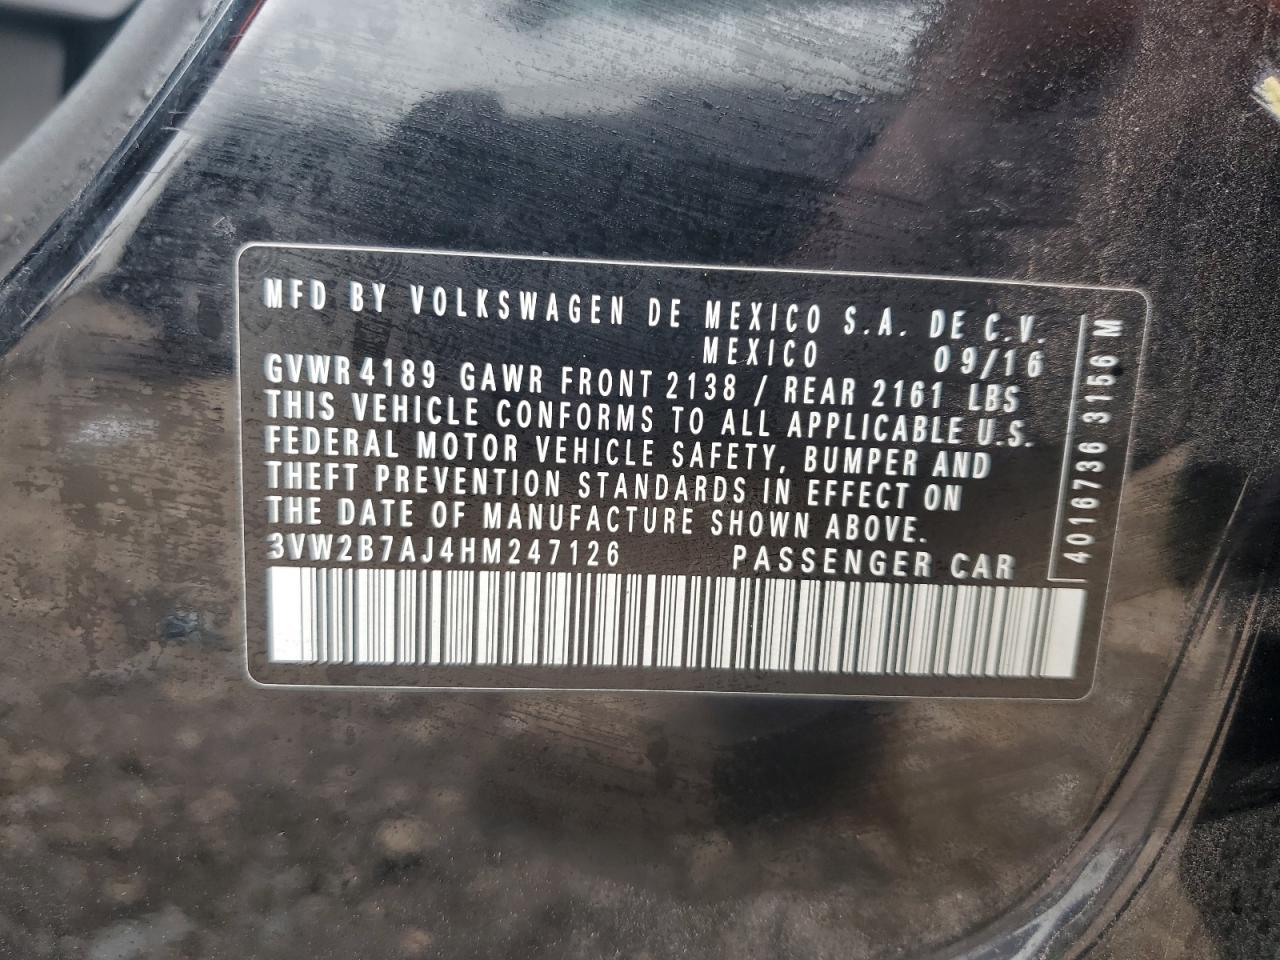 MFD BY VOLKSWAGEN DE MEXICO S.A. DE C.V.
MEXICO 09/16
GVWR 4189 GAWR FRONT 2138 / REAR 2161 LBS
THIS VEHICLE CONFORMS TO ALL APPLICABLE U.S.
FEDERAL MOTOR VEHICLE SAFETY, BUMPER AND
THEFT PREVENTION STANDARDS IN EFFECT ON
THE DATE OF MANUFACTURE SHOWN ABOVE.
3VW2B7AJ4HM247126 PASSENGER CAR
4016736 3156 M